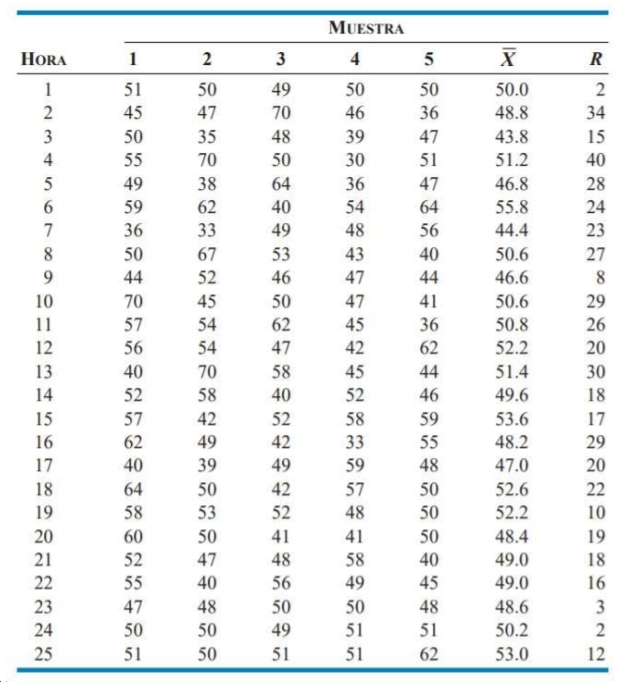 MUESTRA
HORA 1 2 3 4 5 X̅ R
1 51 50 49 50 50 50.0 2
2 45 47 70 46 36 48.8 34
3 50 35 48 39 47 43.8 15
4 55 70 50 30 51 51.2 40
5 49 38 64 36 47 46.8 28
6 59 62 40 54 64 55.8 24
7 36 33 49 48 56 44.4 23
8 50 67 53 43 40 50.6 27
9 44 52 46 47 44 46.6 8
10 70 45 50 47 41 50.6 29
11 57 54 62 45 36 50.8 26
12 56 54 47 42 62 52.2 20
13 40 70 58 45 44 51.4 30
14 52 58 40 52 46 49.6 18
15 57 42 52 58 59 53.6 17
16 62 49 42 33 55 48.2 29
17 40 39 49 59 48 47.0 20
18 64 50 42 57 50 52.6 22
19 58 53 52 48 50 52.2 10
20 60 50 41 41 50 48.4 19
21 52 47 48 58 40 49.0 18
22 55 40 56 49 45 49.0 16
23 47 48 50 50 48 48.6 3
24 50 50 49 51 51 50.2 2
25 51 50 51 51 62 53.0 12